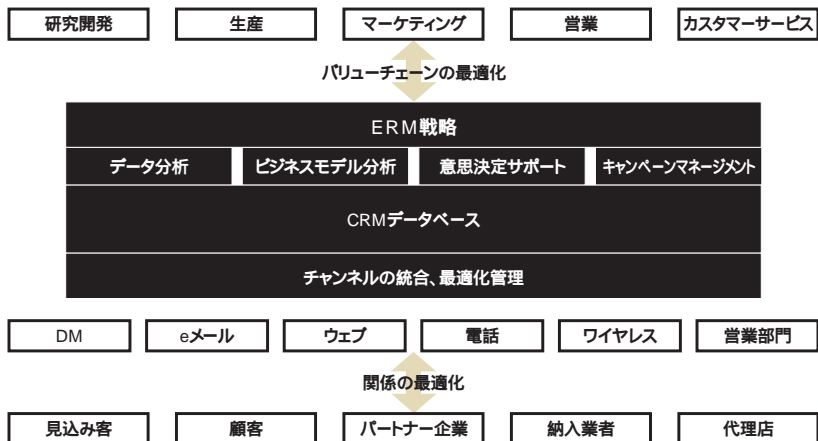 研究開発 生産 マーケティング 営業 カスタマーサービス
バリューチェーンの最適化
ERM戦略
データ分析 ビジネスモデル分析 意思決定サポート キャンペーンマネージメント
CRMデータベース
チャンネルの統合、最適化管理
DM eメール ウェブ 電話 ワイヤレス 営業部門
関係の最適化
見込み客 顧客 パートナー企業 納入業者 代理店